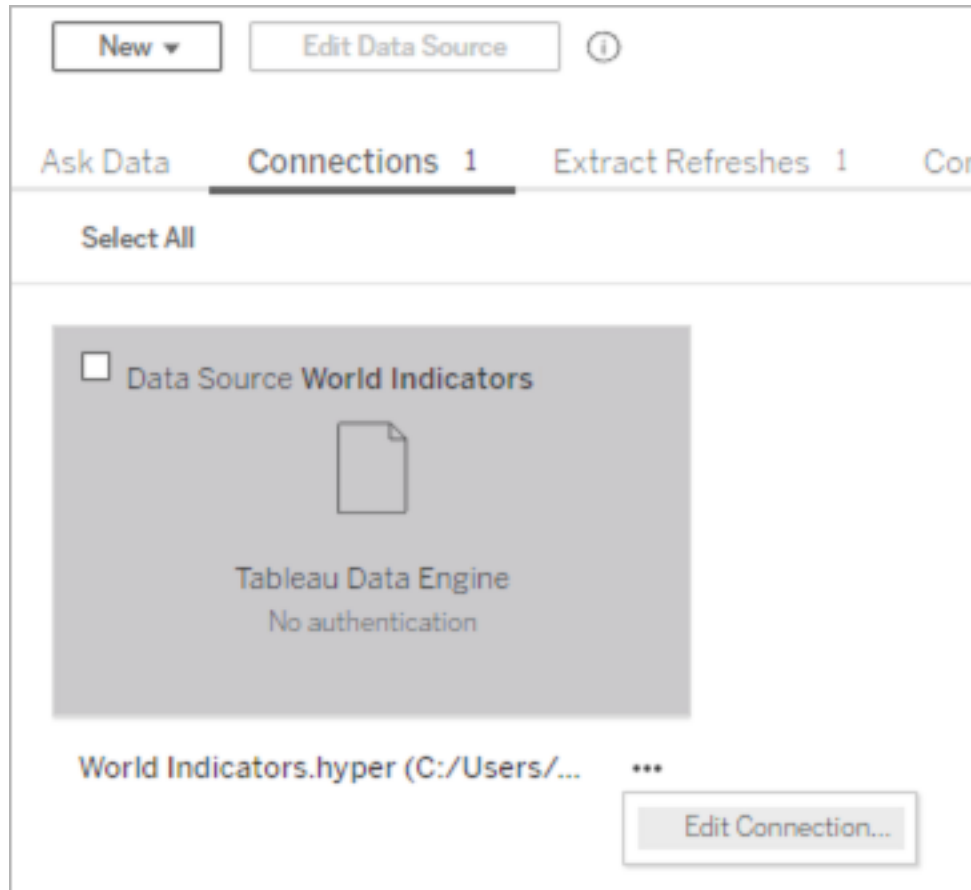 New Edit Data Source
Ask Data Connections 1 Extract Refreshes 1
Select All
Data Source World Indicators
Tableau Data Engine
No authentication
World Indicators.hyper (C:/Users/... •••
Edit Connection...